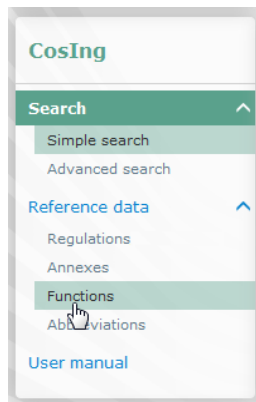 CosIng
Search
Simple search
Advanced search
Reference data
Regulations
Annexes
Functions
Abbreviations
User manual